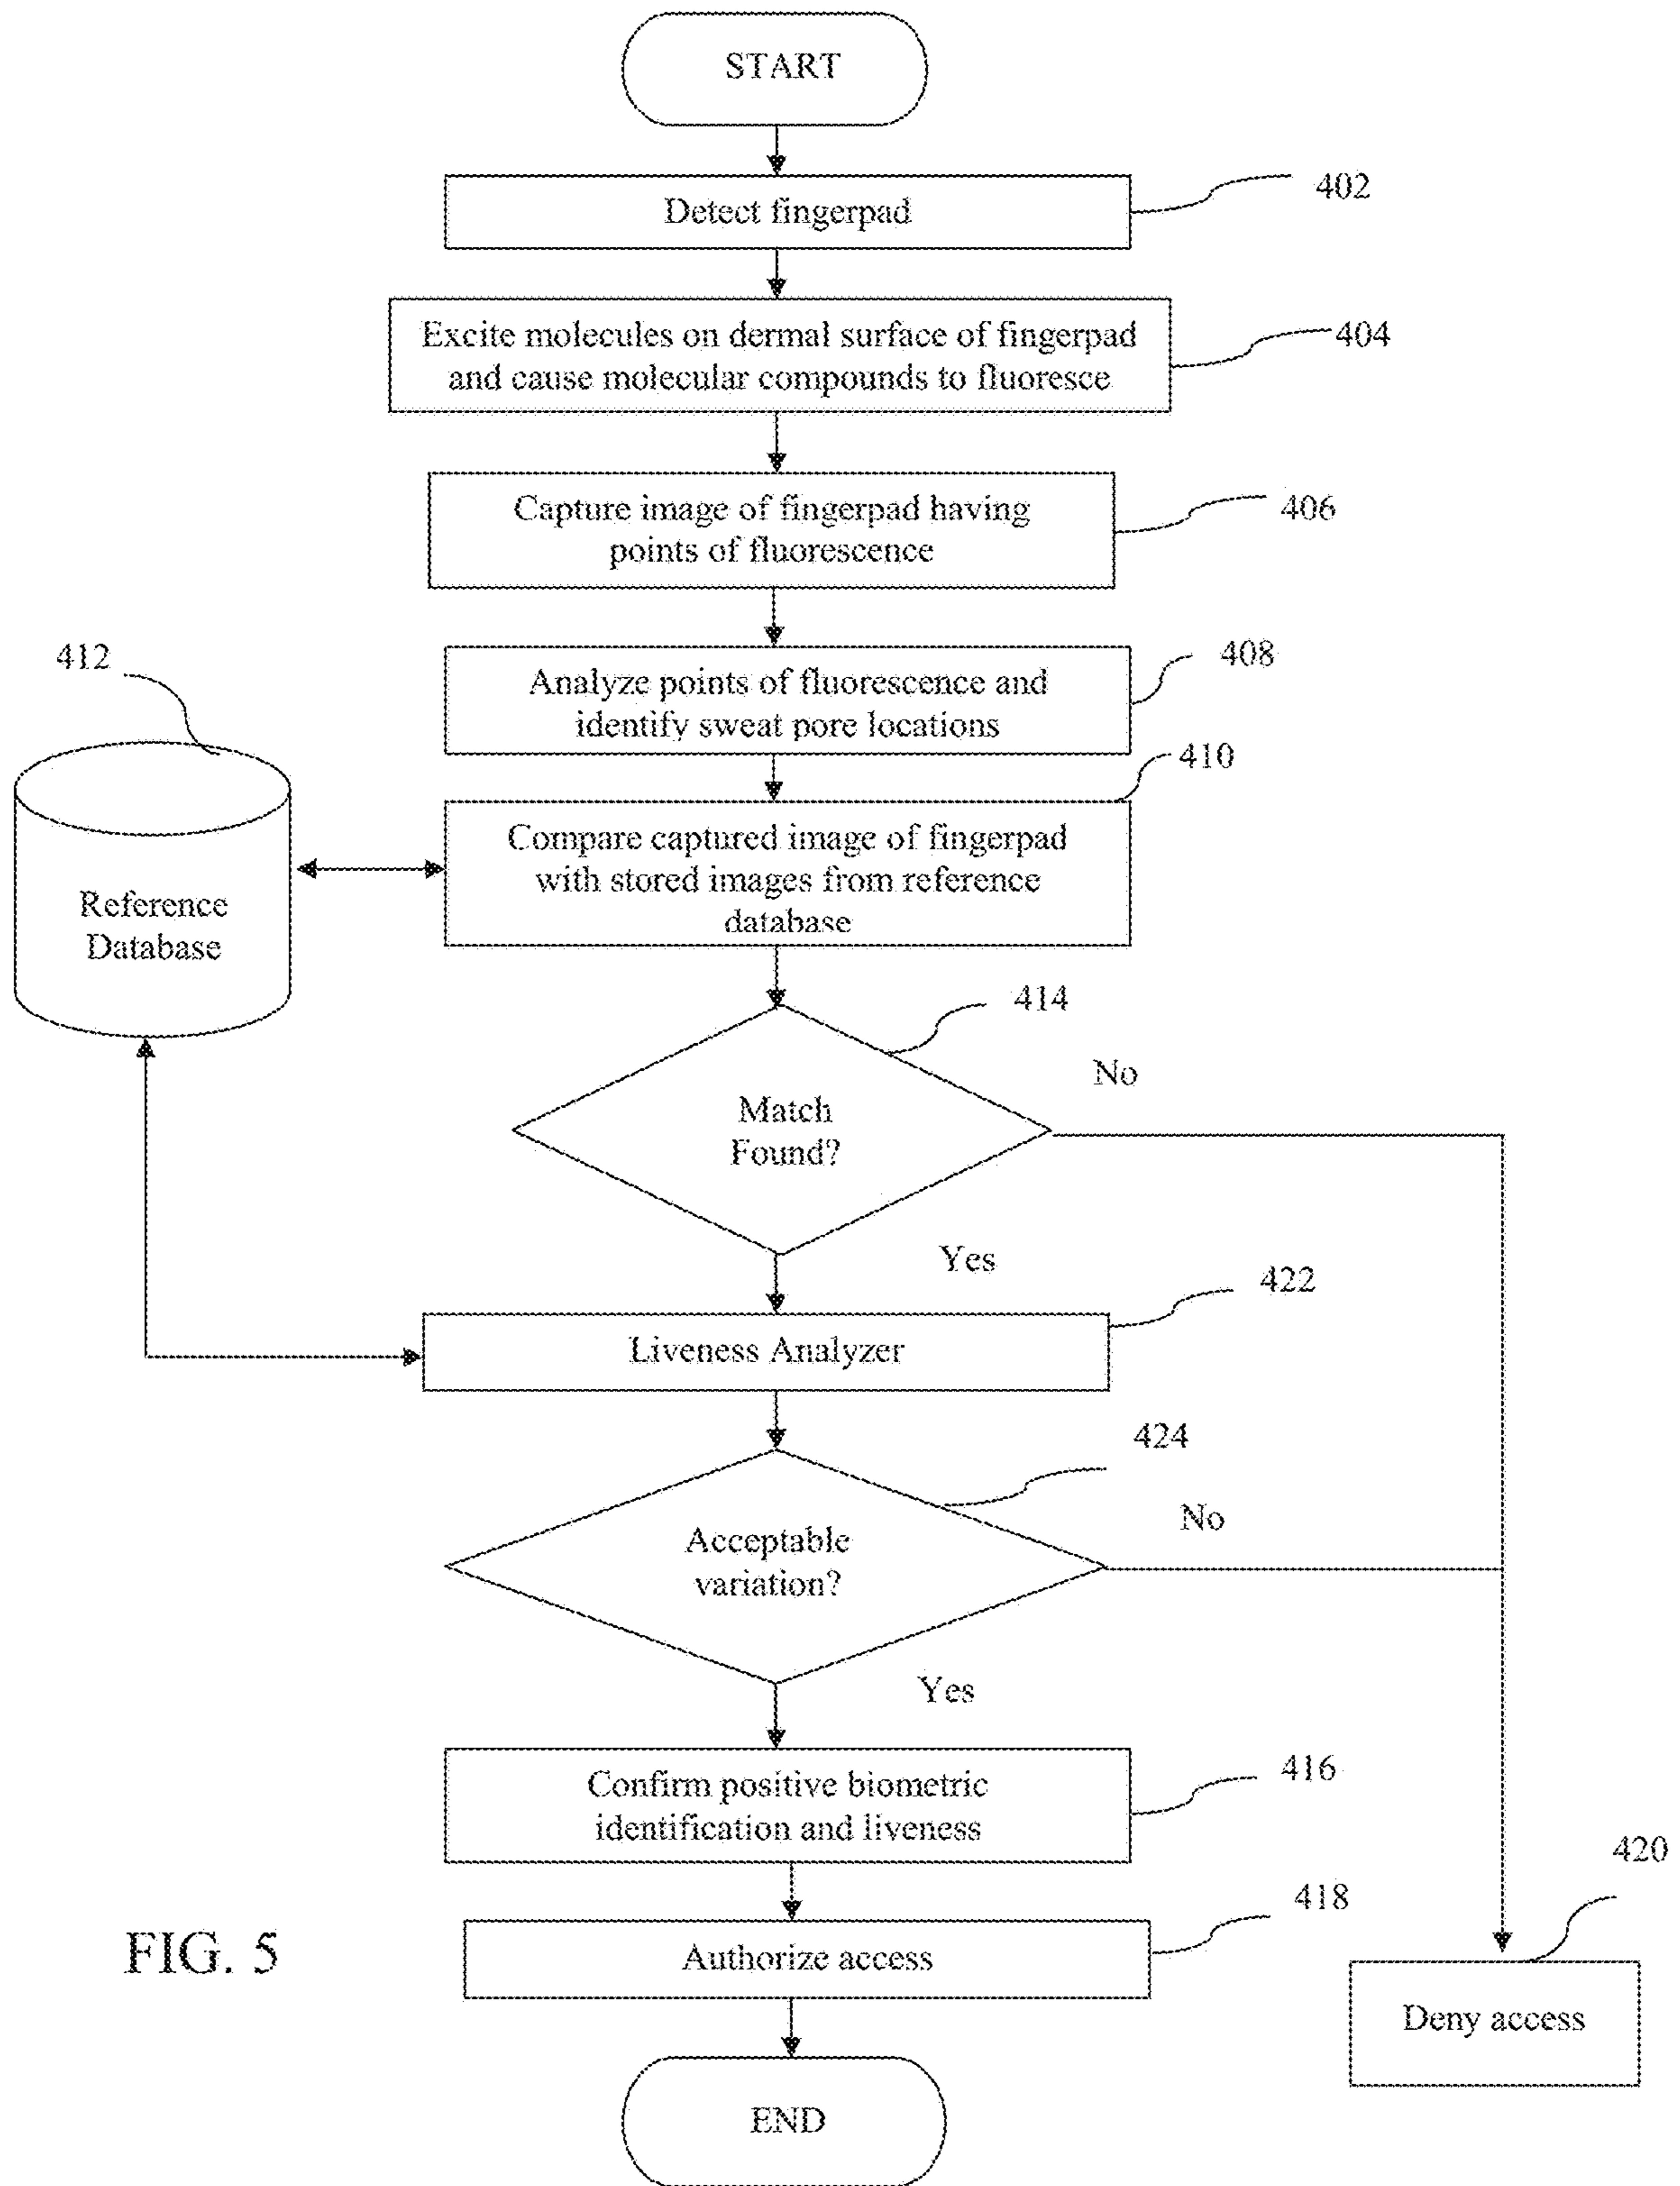 START
Detect fingerpad
402
Excite molecules on dermal surface of fingerpad
and cause molecular compounds to fluoresce
404
Capture image of fingerpad having
points of fluorescence
406
Analyze points of fluorescence and
identify sweat pore locations
408
412
Reference
Database
410
Compare captured image of fingerpad
with stored images from reference
database
414
Match
Found?
No
Yes
422
Liveness Analyzer
424
Acceptable
variation?
No
Yes
Confirm positive biometric
identification and liveness
416
418
Authorize access
420
Deny access
END
FIG. 5